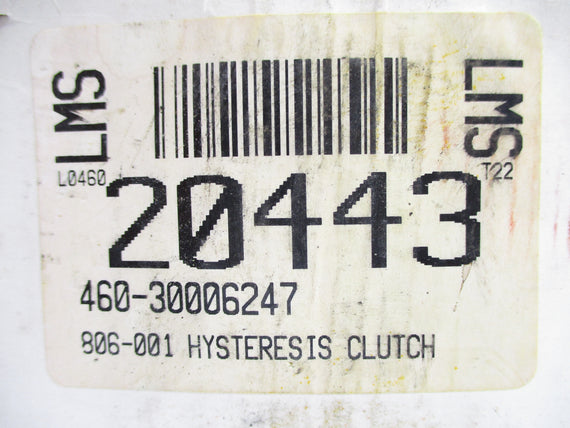 LMS
LMS
L0460
T22
20443
460-30006247
806-001 HYSTERESIS CLUTCH